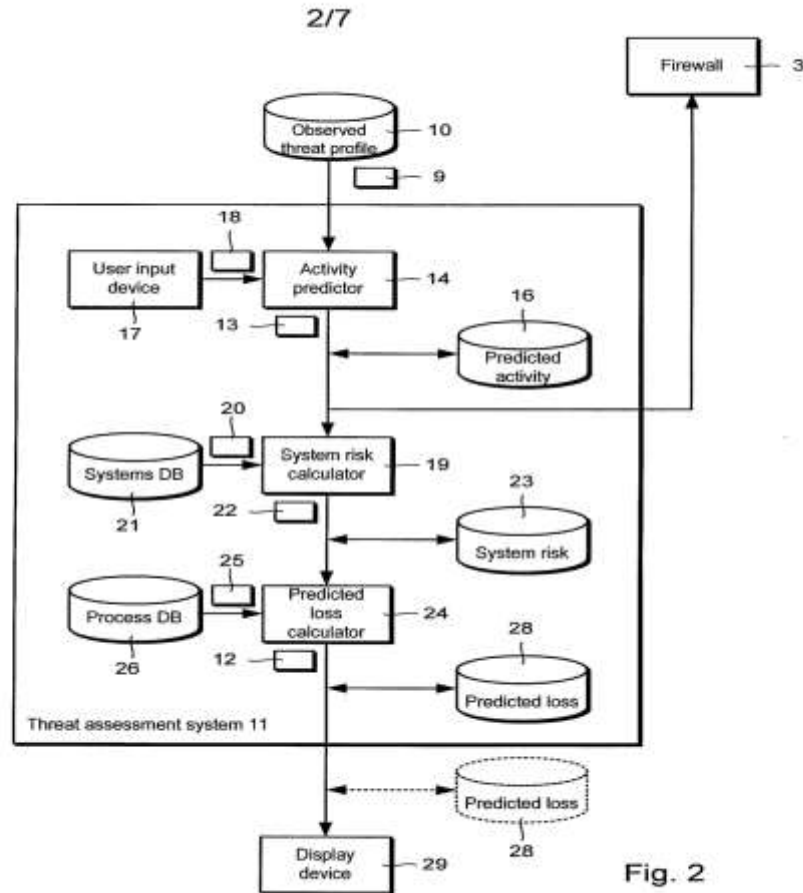 2/7
Firewall
3
Observed
threat profile
10
9
18
User input
device
17
Activity
predictor
14
13
16
Predicted
activity
20
Systems DB
21
System risk
calculator
19
22
23
System risk
25
Process DB
26
Predicted
loss
calculator
24
12
28
Predicted loss
Threat assessment system 11
Predicted loss
28
Display
device
29
Fig. 2